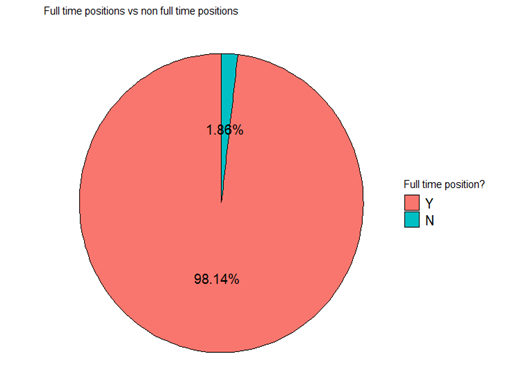 Full time positions vs non full time positions
1.86%
Full time position?
Y
N
98.14%